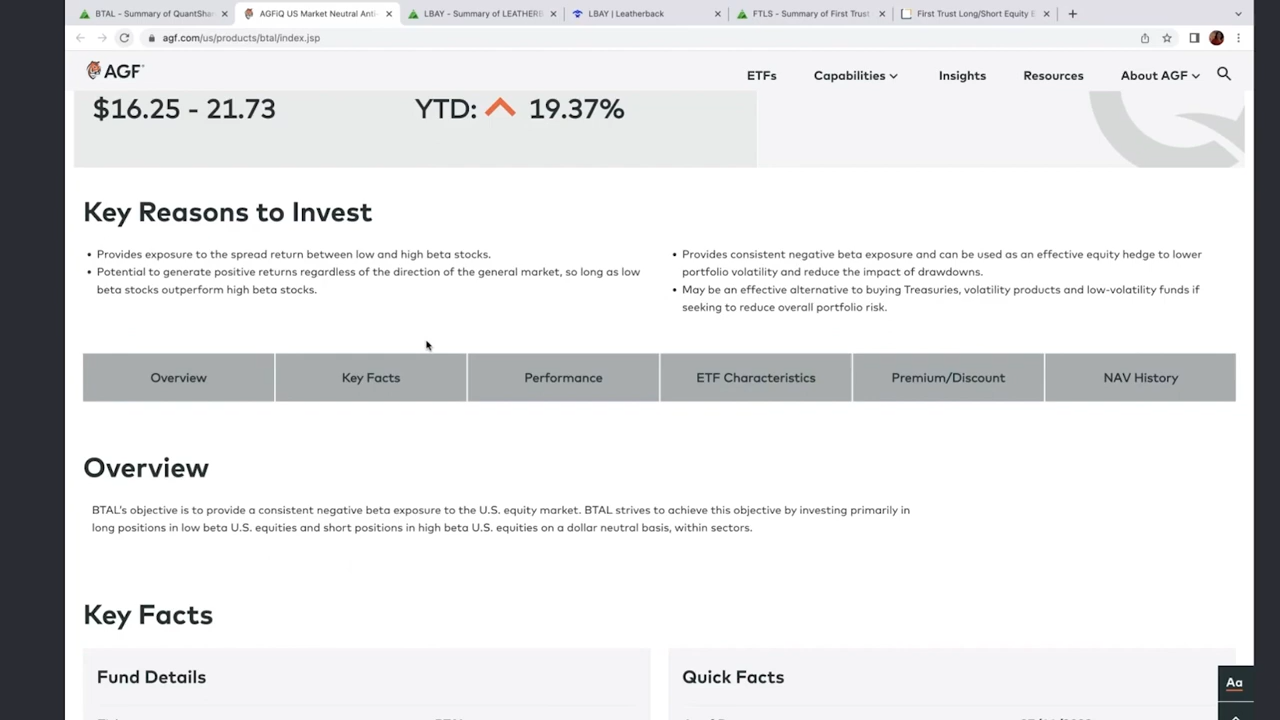 BTAL - Summary of QuantSha
AGFiQ US Market Neutral Anti-
LBAY - Summary of LEATHERB
LBAY | Leatherback
FTLS - Summary of First Trust
First Trust Long/Short Equity E
agf.com/us/products/btal/index.jsp
AGF
ETFs
Capabilities
Insights
Resources
About AGF
$16.25 - 21.73
YTD: 19.37%
Key Reasons to Invest
• Provides exposure to the spread return between low and high beta stocks.
• Potential to generate positive returns regardless of the direction of the general market, so long as low
beta stocks outperform high beta stocks.
• Provides consistent negative beta exposure and can be used as an effective equity hedge to lower
portfolio volatility and reduce the impact of drawdowns.
• May be an effective alternative to buying Treasuries, volatility products and low-volatility funds if
seeking to reduce overall portfolio risk.
Overview
Key Facts
Performance
ETF Characteristics
Premium/Discount
NAV History
Overview
BTAL's objective is to provide a consistent negative beta exposure to the U.S. equity market. BTAL strives to achieve this objective by investing primarily in
long positions in low beta U.S. equities and short positions in high beta U.S. equities on a dollar neutral basis, within sectors.
Key Facts
Fund Details
Quick Facts
Aa